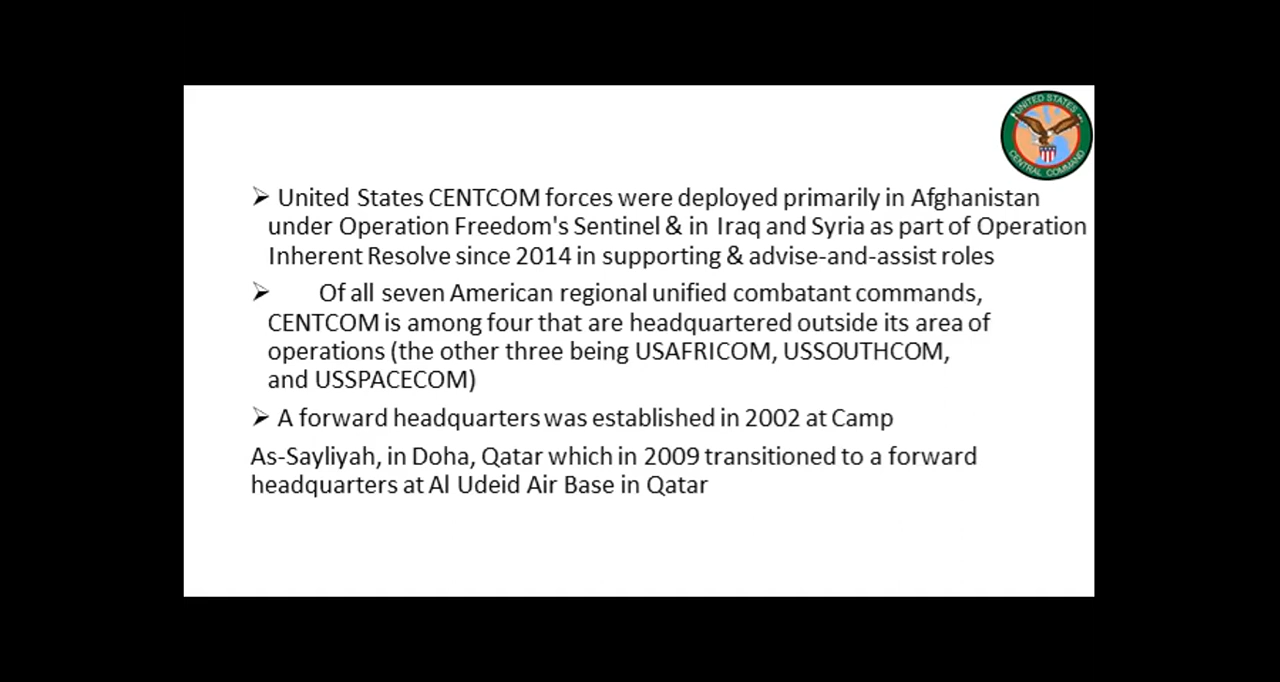 UNITED STATES
CENTRAL COMMAND
➢ United States CENTCOM forces were deployed primarily in Afghanistan
under Operation Freedom's Sentinel & in Iraq and Syria as part of Operation
Inherent Resolve since 2014 in supporting & advise-and-assist roles
➢ Of all seven American regional unified combatant commands,
CENTCOM is among four that are headquartered outside its area of
operations (the other three being USAFRICOM, USSOUTHCOM,
and USSPACECOM)
➢ A forward headquarters was established in 2002 at Camp
As-Sayliyah, in Doha, Qatar which in 2009 transitioned to a forward
headquarters at Al Udeid Air Base in Qatar